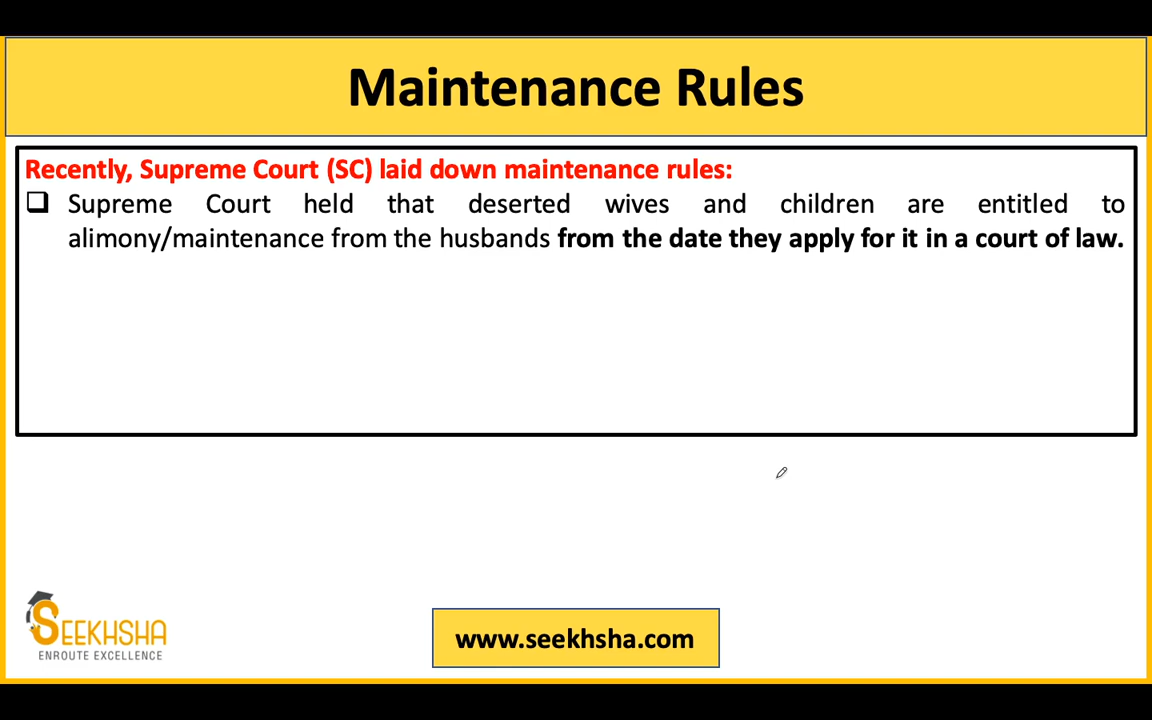 Maintenance Rules
Recently, Supreme Court (SC) laid down maintenance rules:
❑ Supreme Court held that deserted wives and children are entitled to
alimony/maintenance from the husbands from the date they apply for it in a court of law.
SEEKHSHA
ENROUTE EXCELLENCE
www.seekhsha.com